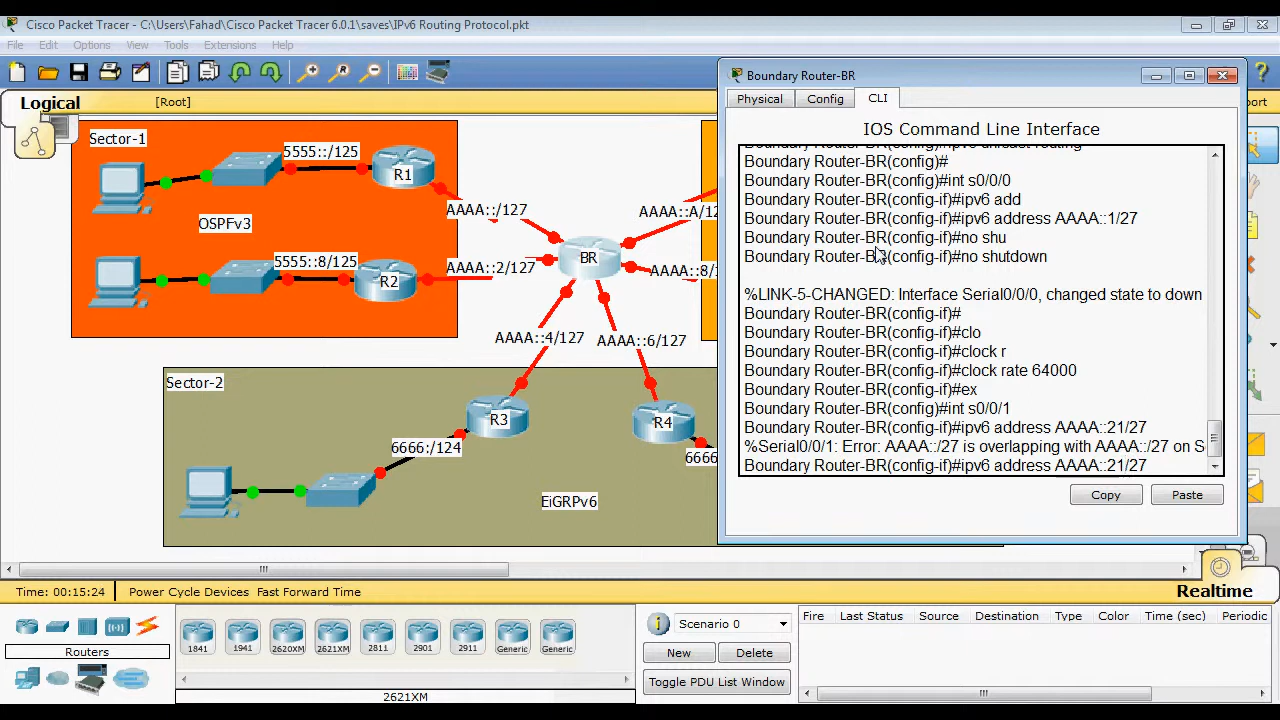 Cisco Packet Tracer - C:\Users\Fahad\Cisco Packet Tracer 6.0.1\saves\IPv6 Routing Protocol.pkt
File Edit Options View Tools Extensions Help
Logical
[Root]
Sector-1
5555::/125
R1
AAAA::/127
OSPFv3
5555::8/125
R2
AAAA::2/127
BR
AAAA::A/12
AAAA::8/
AAAA::4/127
AAAA::6/127
Sector-2
R3
R4
6666:/124
6666
EiGRPv6
Boundary Router-BR
Physical Config CLI
IOS Command Line Interface
Boundary Router-BR(config)#
Boundary Router-BR(config)#int s0/0/0
Boundary Router-BR(config-if)#ipv6 add
Boundary Router-BR(config-if)#ipv6 address AAAA::1/27
Boundary Router-BR(config-if)#no shu
Boundary Router-BR(config-if)#no shutdown
%LINK-5-CHANGED: Interface Serial0/0/0, changed state to down
Boundary Router-BR(config-if)#
Boundary Router-BR(config-if)#clo
Boundary Router-BR(config-if)#clock r
Boundary Router-BR(config-if)#clock rate 64000
Boundary Router-BR(config-if)#ex
Boundary Router-BR(config)#int s0/0/1
Boundary Router-BR(config-if)#ipv6 address AAAA::21/27
%Serial0/0/1: Error: AAAA::/27 is overlapping with AAAA::/27 on S
Boundary Router-BR(config-if)#ipv6 address AAAA::21/27
Copy Paste
port
Time: 00:15:24 Power Cycle Devices Fast Forward Time
Realtime
Routers
1841 1941 2620XM 2621XM 2811 2901 2911 Generic Generic
2621XM
Scenario 0
New Delete
Toggle PDU List Window
Fire Last Status Source Destination Type Color Time (sec) Periodic